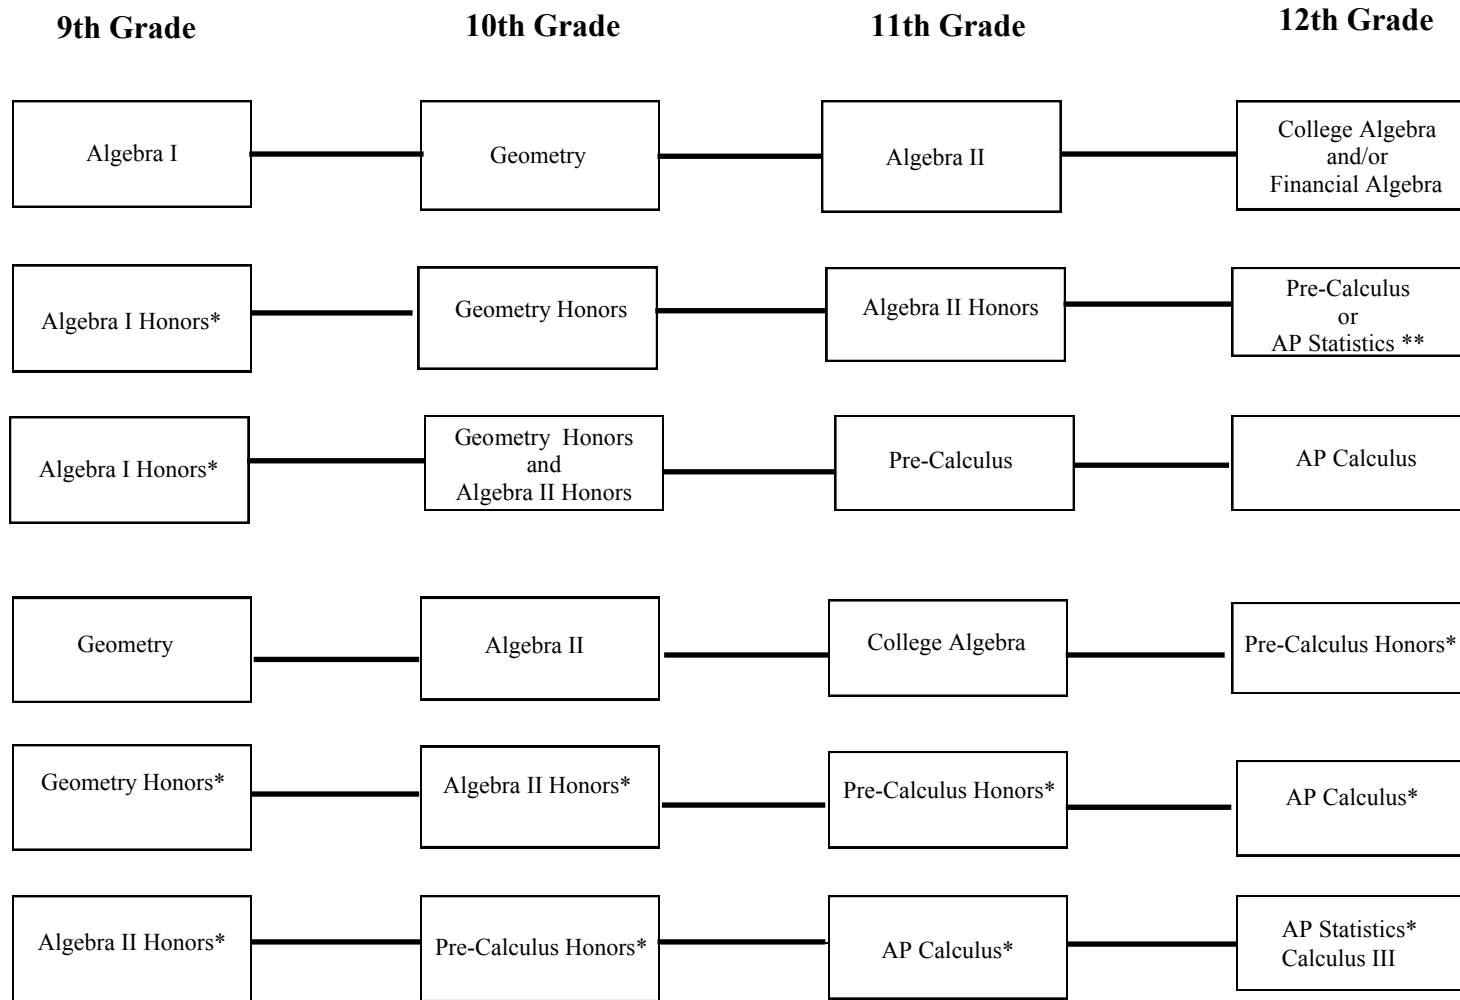 9th Grade
10th Grade
11th Grade
12th Grade
Algebra I
Geometry
Algebra II
College Algebra
and/or
Financial Algebra
Algebra I Honors*
Geometry Honors
Algebra II Honors
Pre-Calculus
or
AP Statistics **
Algebra I Honors*
Geometry Honors
and
Algebra II Honors
Pre-Calculus
AP Calculus
Geometry
Algebra II
College Algebra
Pre-Calculus Honors*
Geometry Honors*
Algebra II Honors*
Pre-Calculus Honors*
AP Calculus*
Algebra II Honors*
Pre-Calculus Honors*
AP Calculus*
AP Statistics*
Calculus III